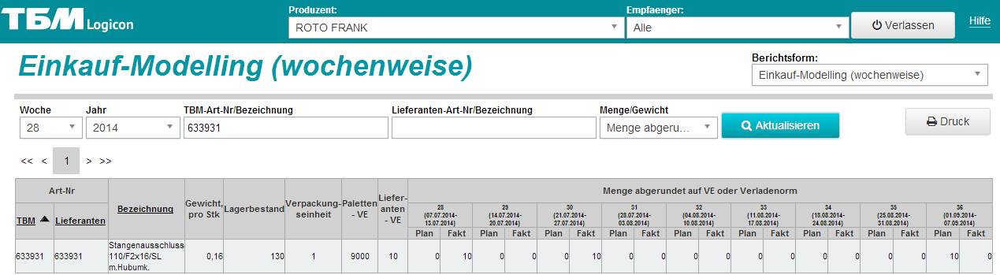 ТБМ Logicon
Produzent:
ROTO FRANK
Empfaenger:
Alle
Verlassen
Hilfe
Einkauf-Modelling (wochenweise)
Berichtsform:
Einkauf-Modelling (wochenweise)
Woche Jahr TBM-Art-Nr/Bezeichnung Lieferanten-Art-Nr/Bezeichnung Menge/Gewicht
28 2014 633931 Menge abgeru... Aktualisieren
Druck
<< < 1 > >>
Art-Nr
TBM Lieferanten
Bezeichnung
Gewicht,
pro Stk
Lagerbestand
Verpackung-
seinheit
Paletten
- VE
Liefer-
anten
- VE
Menge abgerundet auf VE oder Verladenorm
28
(07.07.2014-
13.07.2014)
29
(14.07.2014-
20.07.2014)
30
(21.07.2014-
27.07.2014)
31
(28.07.2014-
03.08.2014)
32
(04.08.2014-
10.08.2014)
33
(11.08.2014-
17.08.2014)
34
(18.08.2014-
24.08.2014)
35
(25.08.2014-
31.08.2014)
36
(01.09.2014-
07.09.2014)
Plan Fakt Plan Fakt Plan Fakt Plan Fakt Plan Fakt Plan Fakt Plan Fakt Plan Fakt Plan Fakt
633931 633931
Stangenausschluss
110/F2x16/SL
m.Hubumk.
0,16 130 1 9000 10 0 10 0 0 0 10 0 0 0 0 0 0 0 0 0 0 10 0